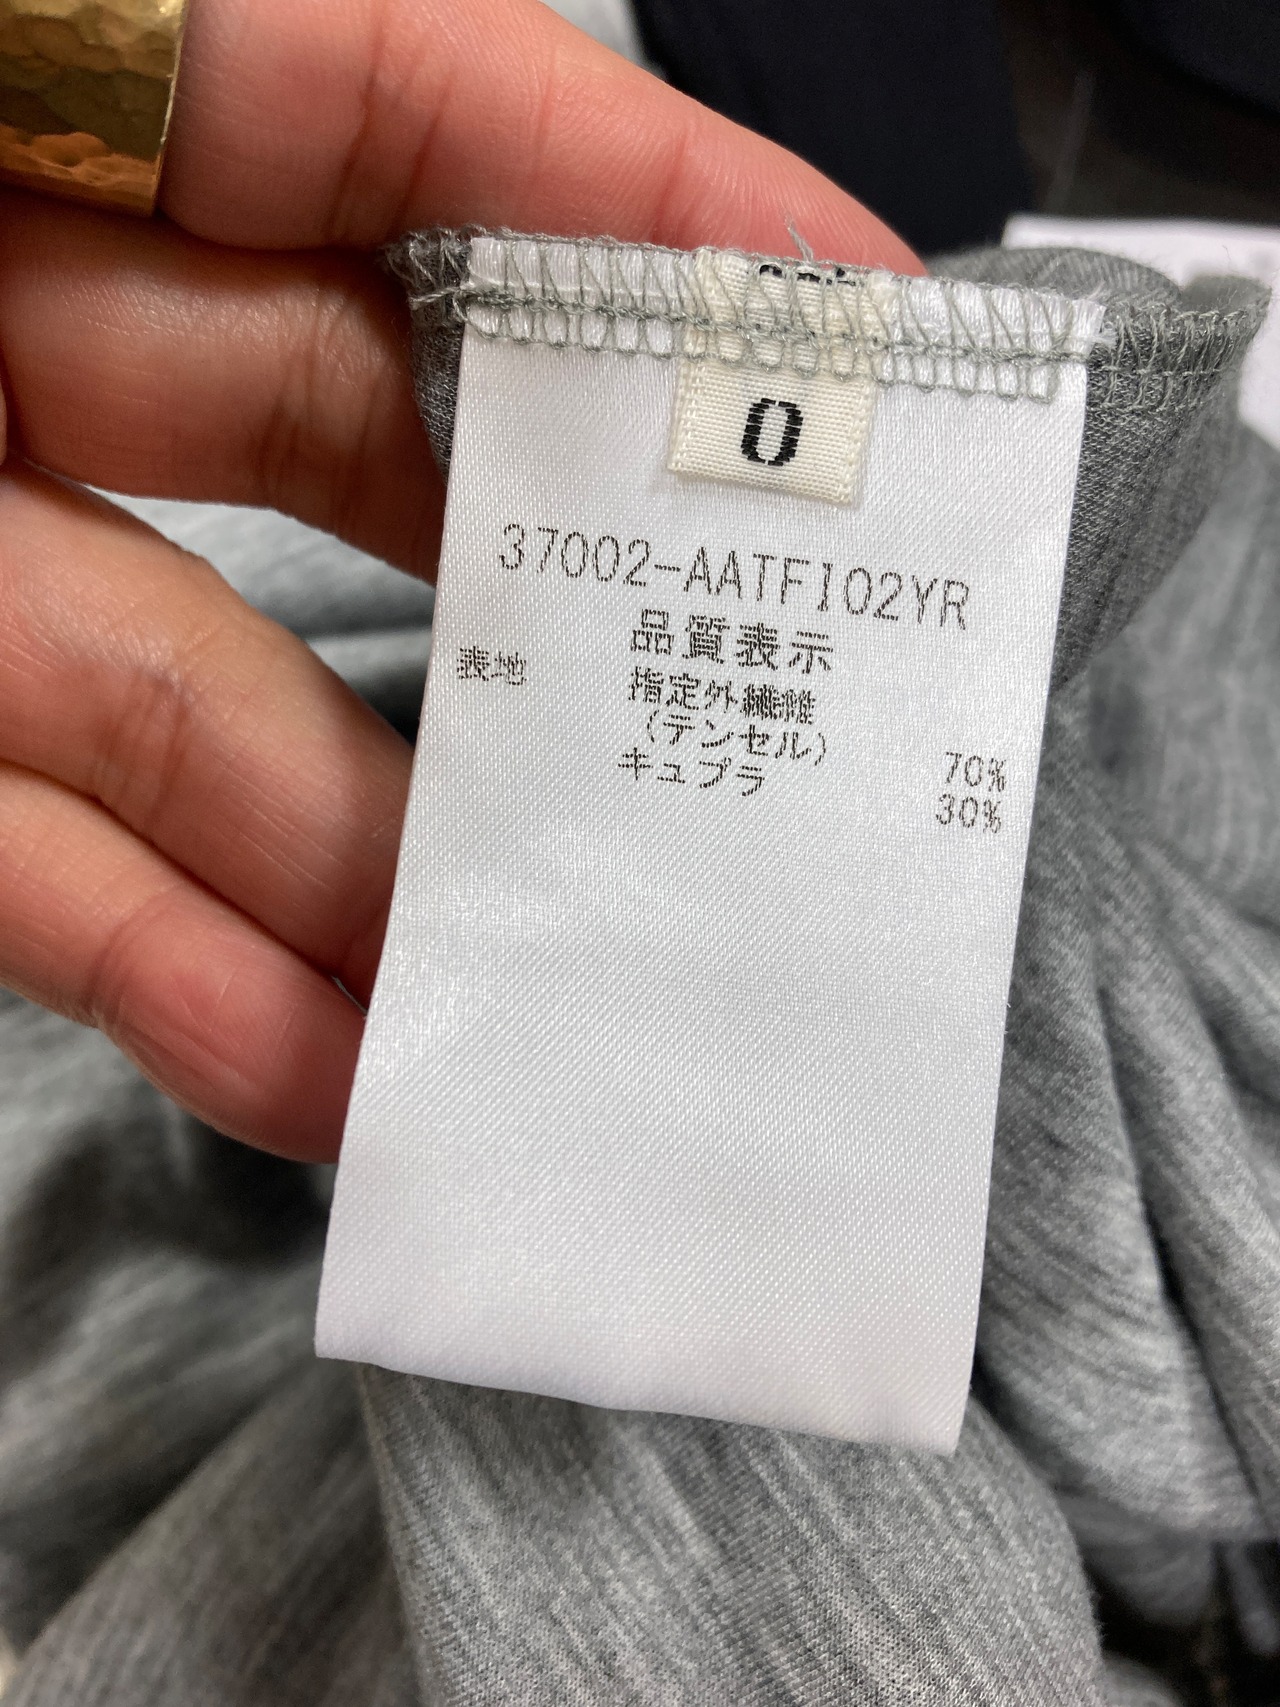 0
37002-AATFI02YR
品質表示
表地 指定外繊維
(テンセル) 70%
キュプラ 30%